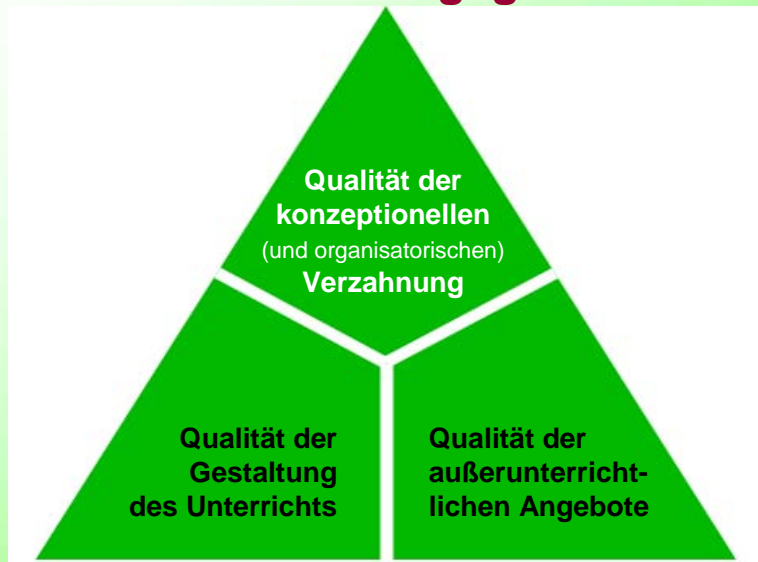 Qualität der
konzeptionellen
(und organisatorischen)
Verzahnung
Qualität der
Gestaltung
des Unterrichts
Qualität der
außerunterricht-
lichen Angebote